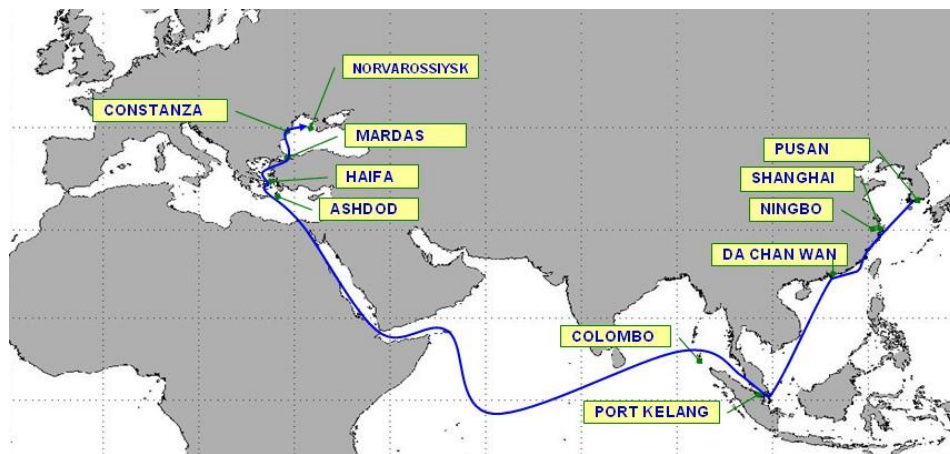 NORVAROSSIYSK
CONSTANZA
MARDAS
PUSAN
HAIFA
SHANGHAI
ASHDOD
NINGBO
DA CHAN WAN
COLOMBO
PORT KELANG